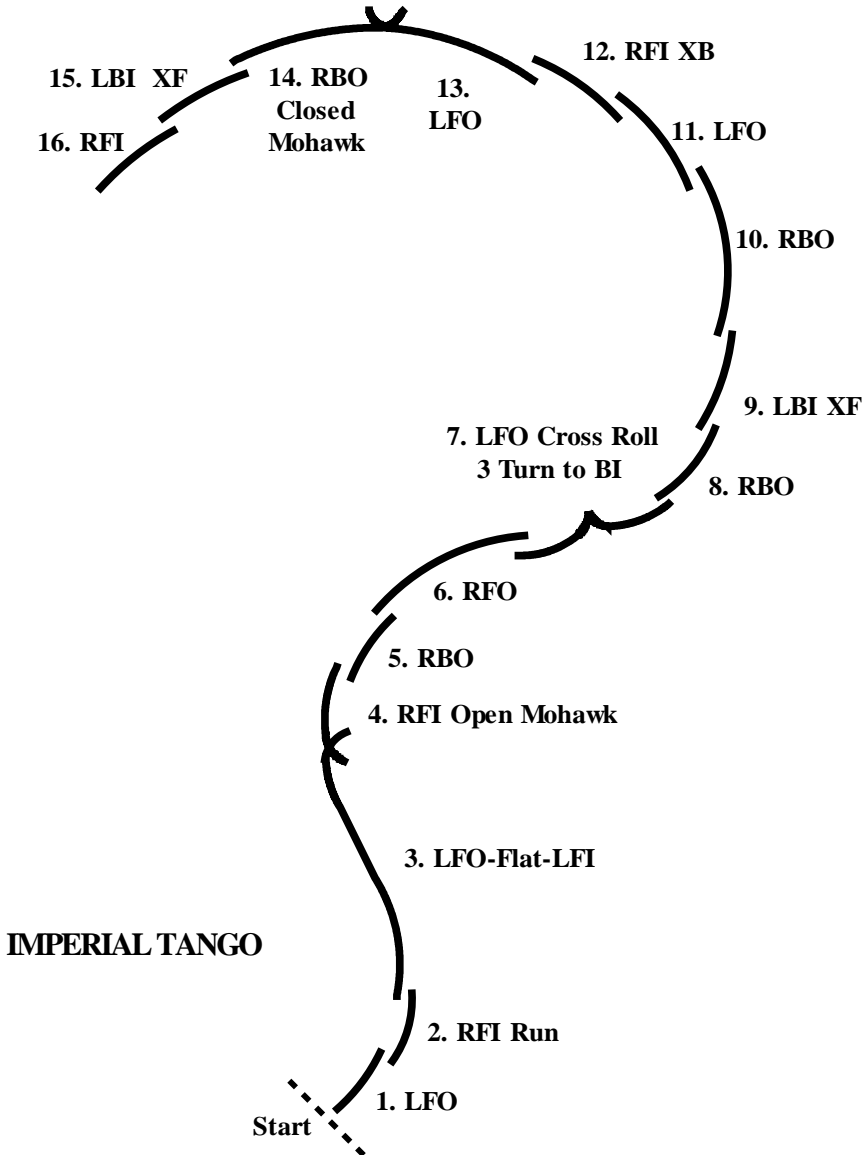 12. RFI XB
15. LBI XF
14. RBO
Closed
Mohawk
13.
LFO
11. LFO
16. RFI
10. RBO
9. LBI XF
7. LFO Cross Roll
3 Turn to BI
8. RBO
6. RFO
5. RBO
4. RFI Open Mohawk
3. LFO-Flat-LFI
IMPERIAL TANGO
2. RFI Run
1. LFO
Start